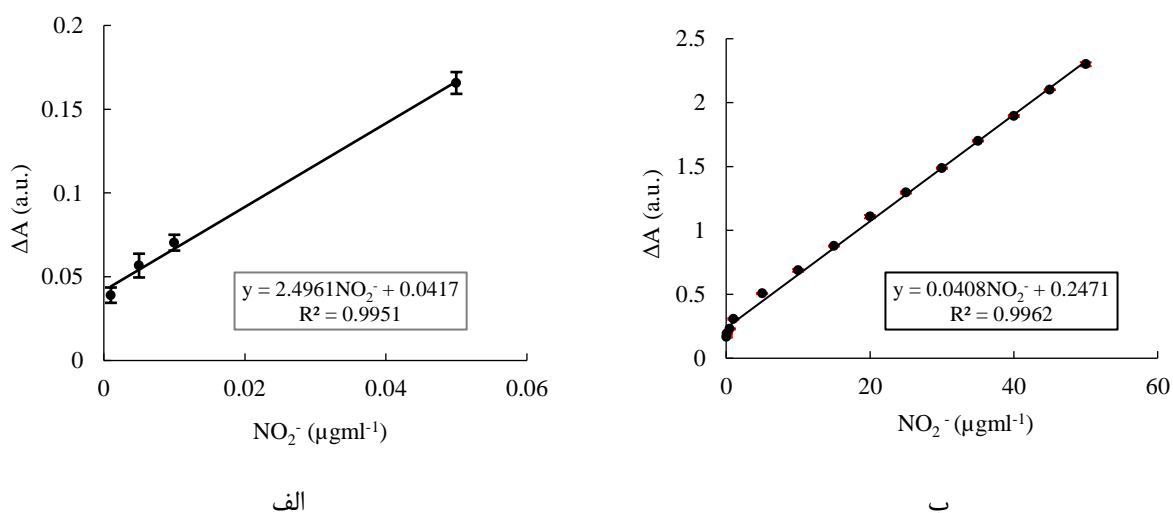 0.2
0.15
0.1
0.05
0
ΔA (a.u.)
y = 2.4961NO₂⁻ + 0.0417
R² = 0.9951
0 0.02 0.04 0.06
NO₂⁻ (µgml⁻¹)
الف
2.5
2
1.5
1
0.5
0
ΔA (a.u.)
y = 0.0408NO₂⁻ + 0.2471
R² = 0.9962
0 20 40 60
NO₂⁻ (µgml⁻¹)
ب